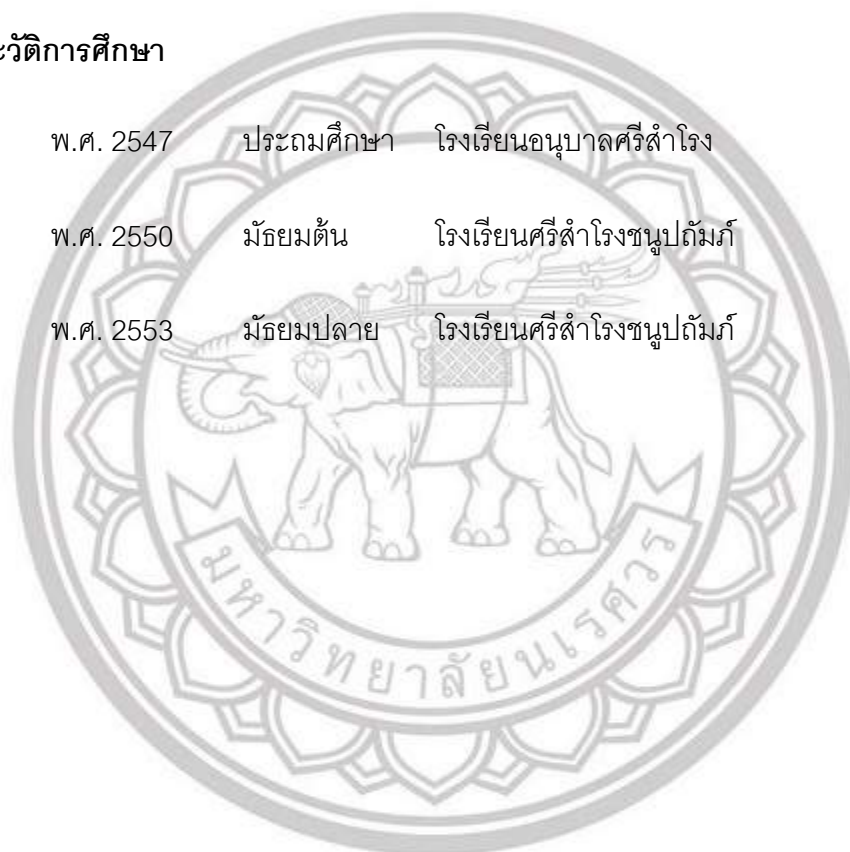 ะวัติการศึกษา
พ.ศ. 2547 ประถมศึกษา โรงเรียนอนุบาลศรีสำโรง
พ.ศ. 2550 มัธยมต้น โรงเรียนศรีสำโรงชนูปถัมภ์
พ.ศ. 2553 มัธยมปลาย โรงเรียนศรีสำโรงชนูปถัมภ์
มหาวิทยาลัยนเรศวร